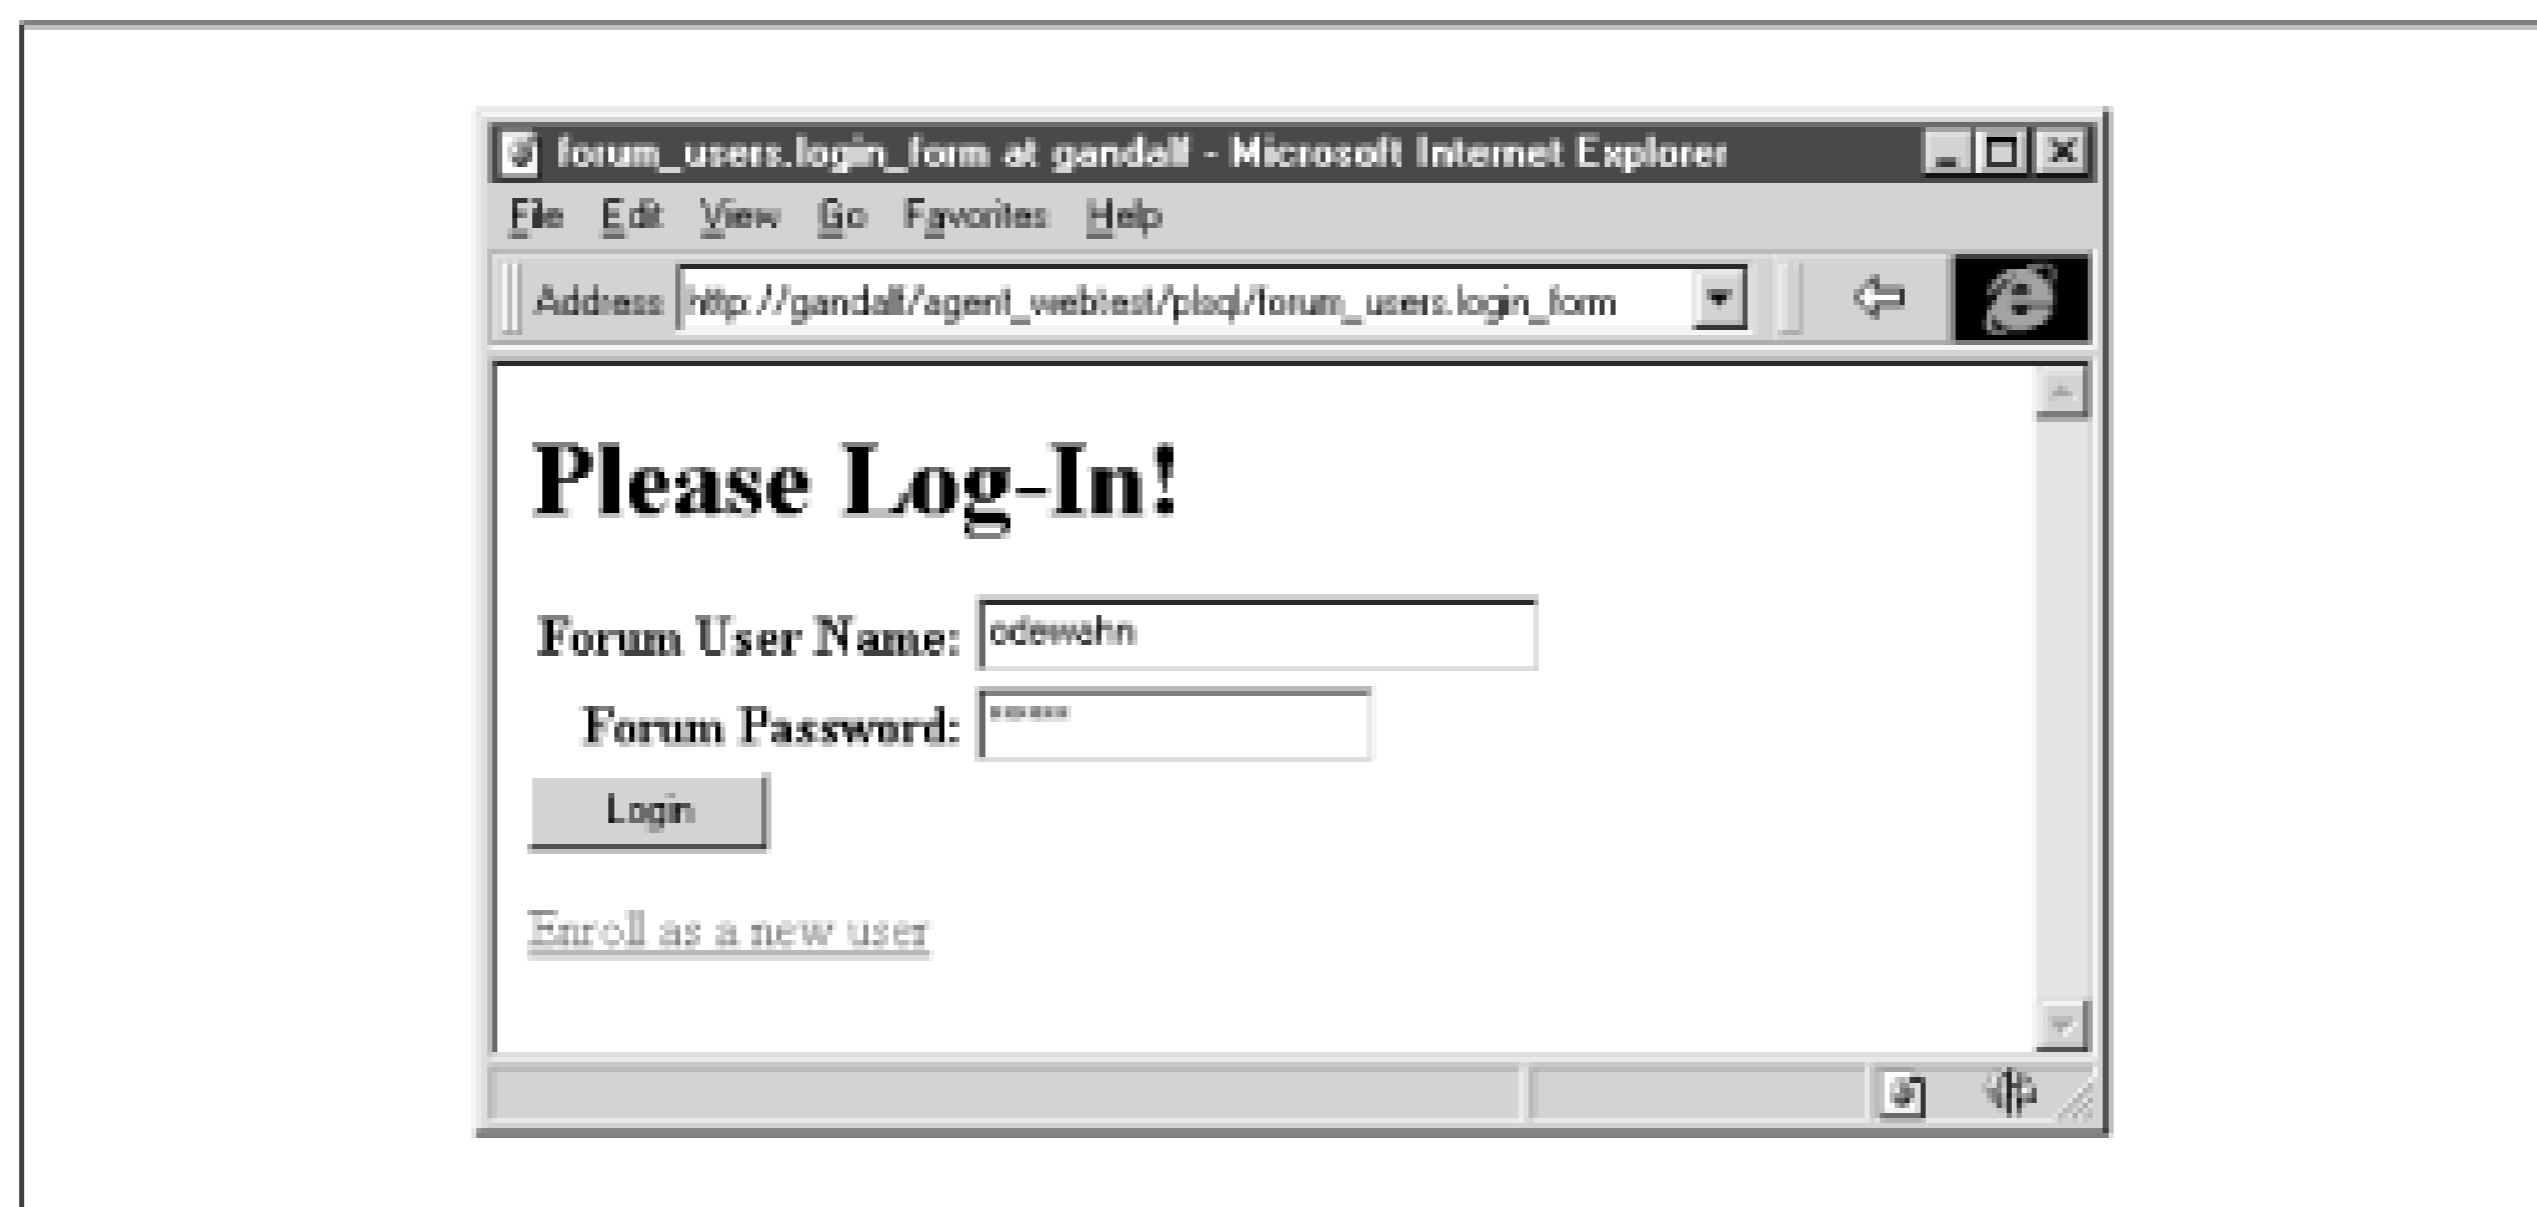 forum_users.login_form at gandalf - Microsoft Internet Explorer
File Edit View Go Favorites Help
Address http://gandalf/agent_webtest/plsql/forum_users.login_form
Please Log-In!
Forum User Name: odewahn
Forum Password: ******
Login
Enroll as a new user